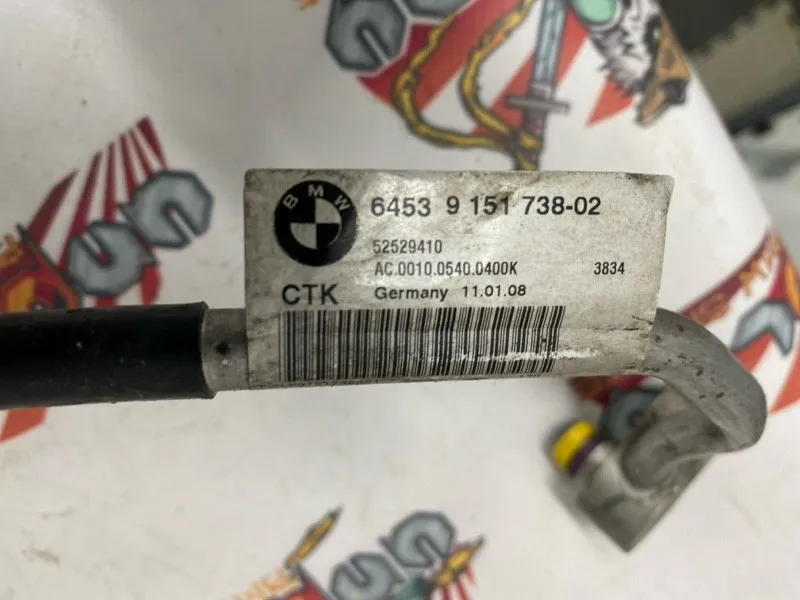 BMW
6453 9 151 738-02
52529410
AC.0010.0540.0400K 3834
CTK Germany 11.01.08